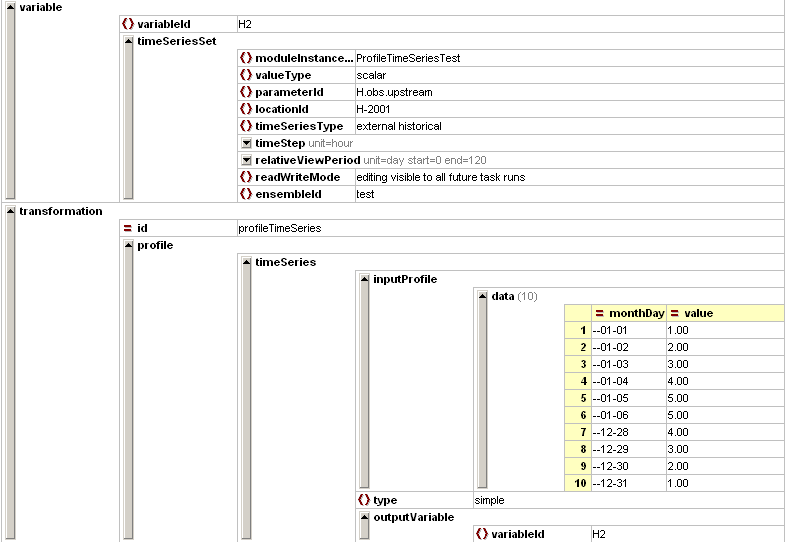 variable
variableId H2
timeSeriesSet
moduleInstance... ProfileTimeSeriesTest
valueType scalar
parameterId H.obs.upstream
locationId H-2001
timeSeriesType external historical
timeStep unit=hour
relativeViewPeriod unit=day start=0 end=120
readWriteMode editing visible to all future task runs
ensembleId test
transformation
= id profileTimeSeries
profile
timeSeries
inputProfile
data (10)
= monthDay = value
1 --01-01 1.00
2 --01-02 2.00
3 --01-03 3.00
4 --01-04 4.00
5 --01-05 5.00
6 --01-06 5.00
7 --12-28 4.00
8 --12-29 3.00
9 --12-30 2.00
10 --12-31 1.00
type simple
outputVariable
variableId H2